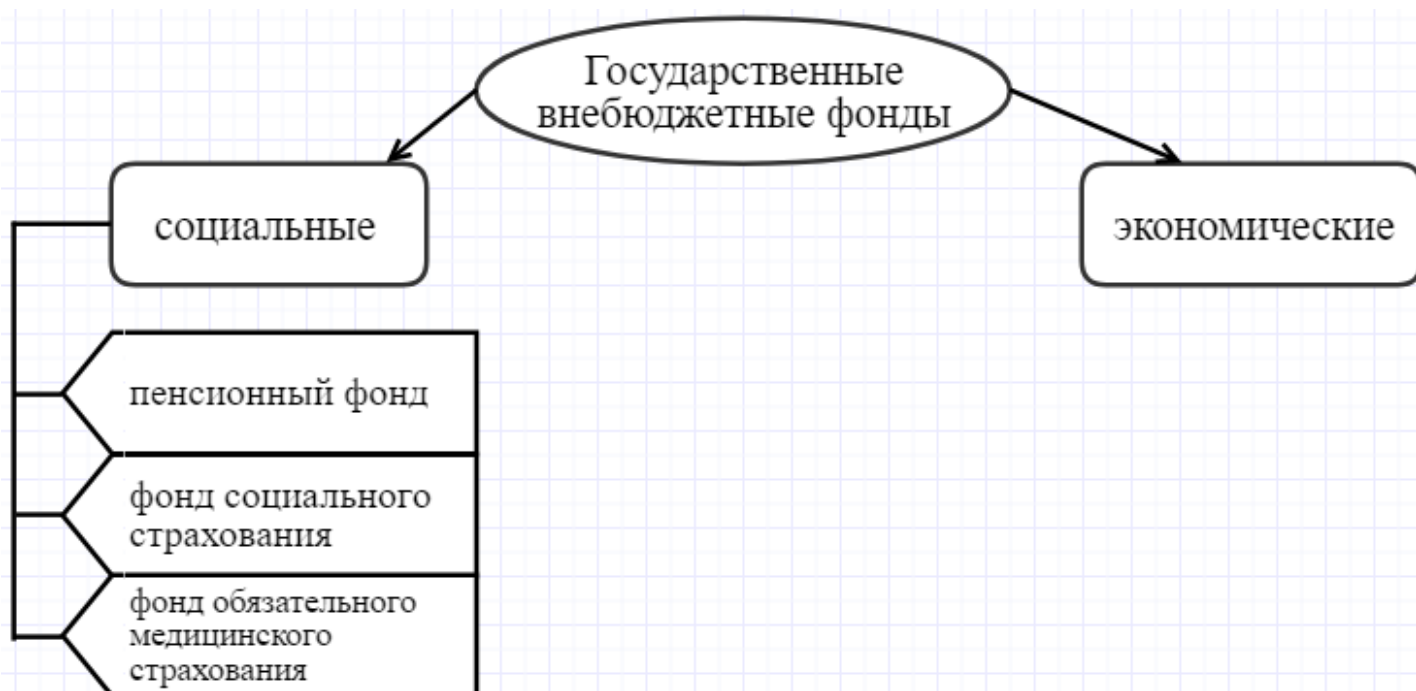 Государственные
внебюджетные фонды
социальные
экономические
пенсионный фонд
фонд социального
страхования
фонд обязательного
медицинского
страхования